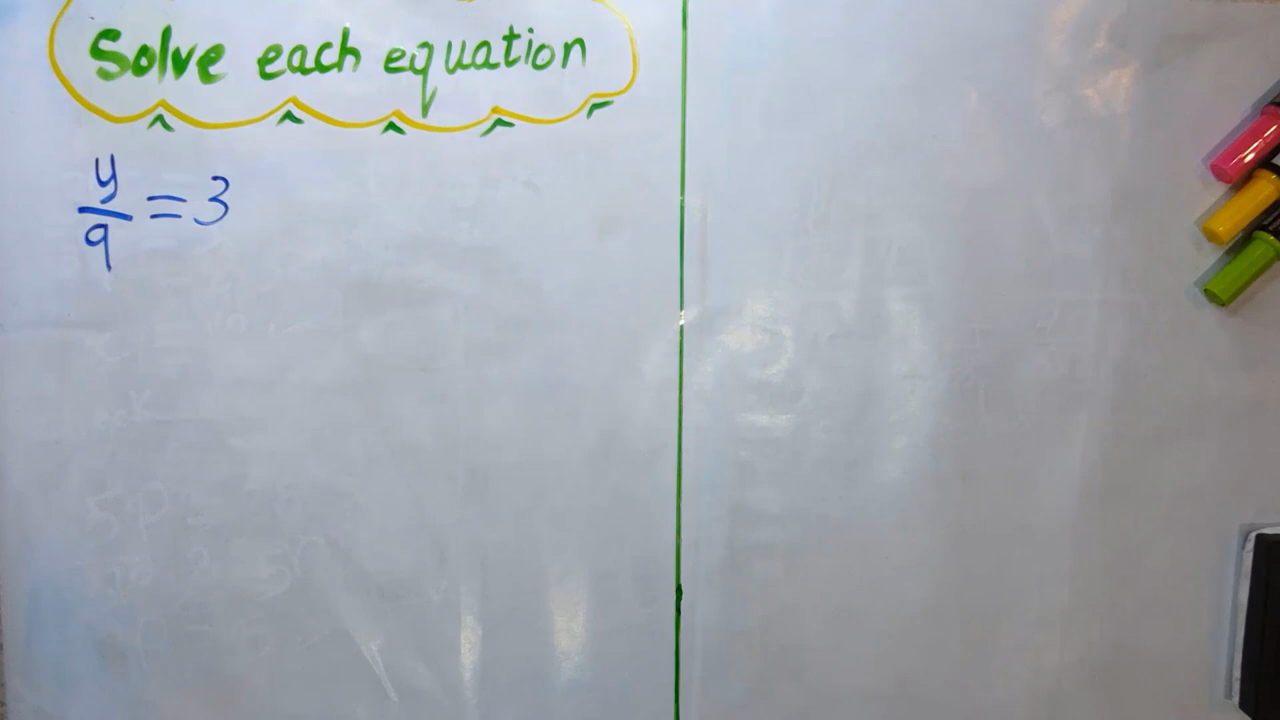 Solve each equation
y/9 = 3